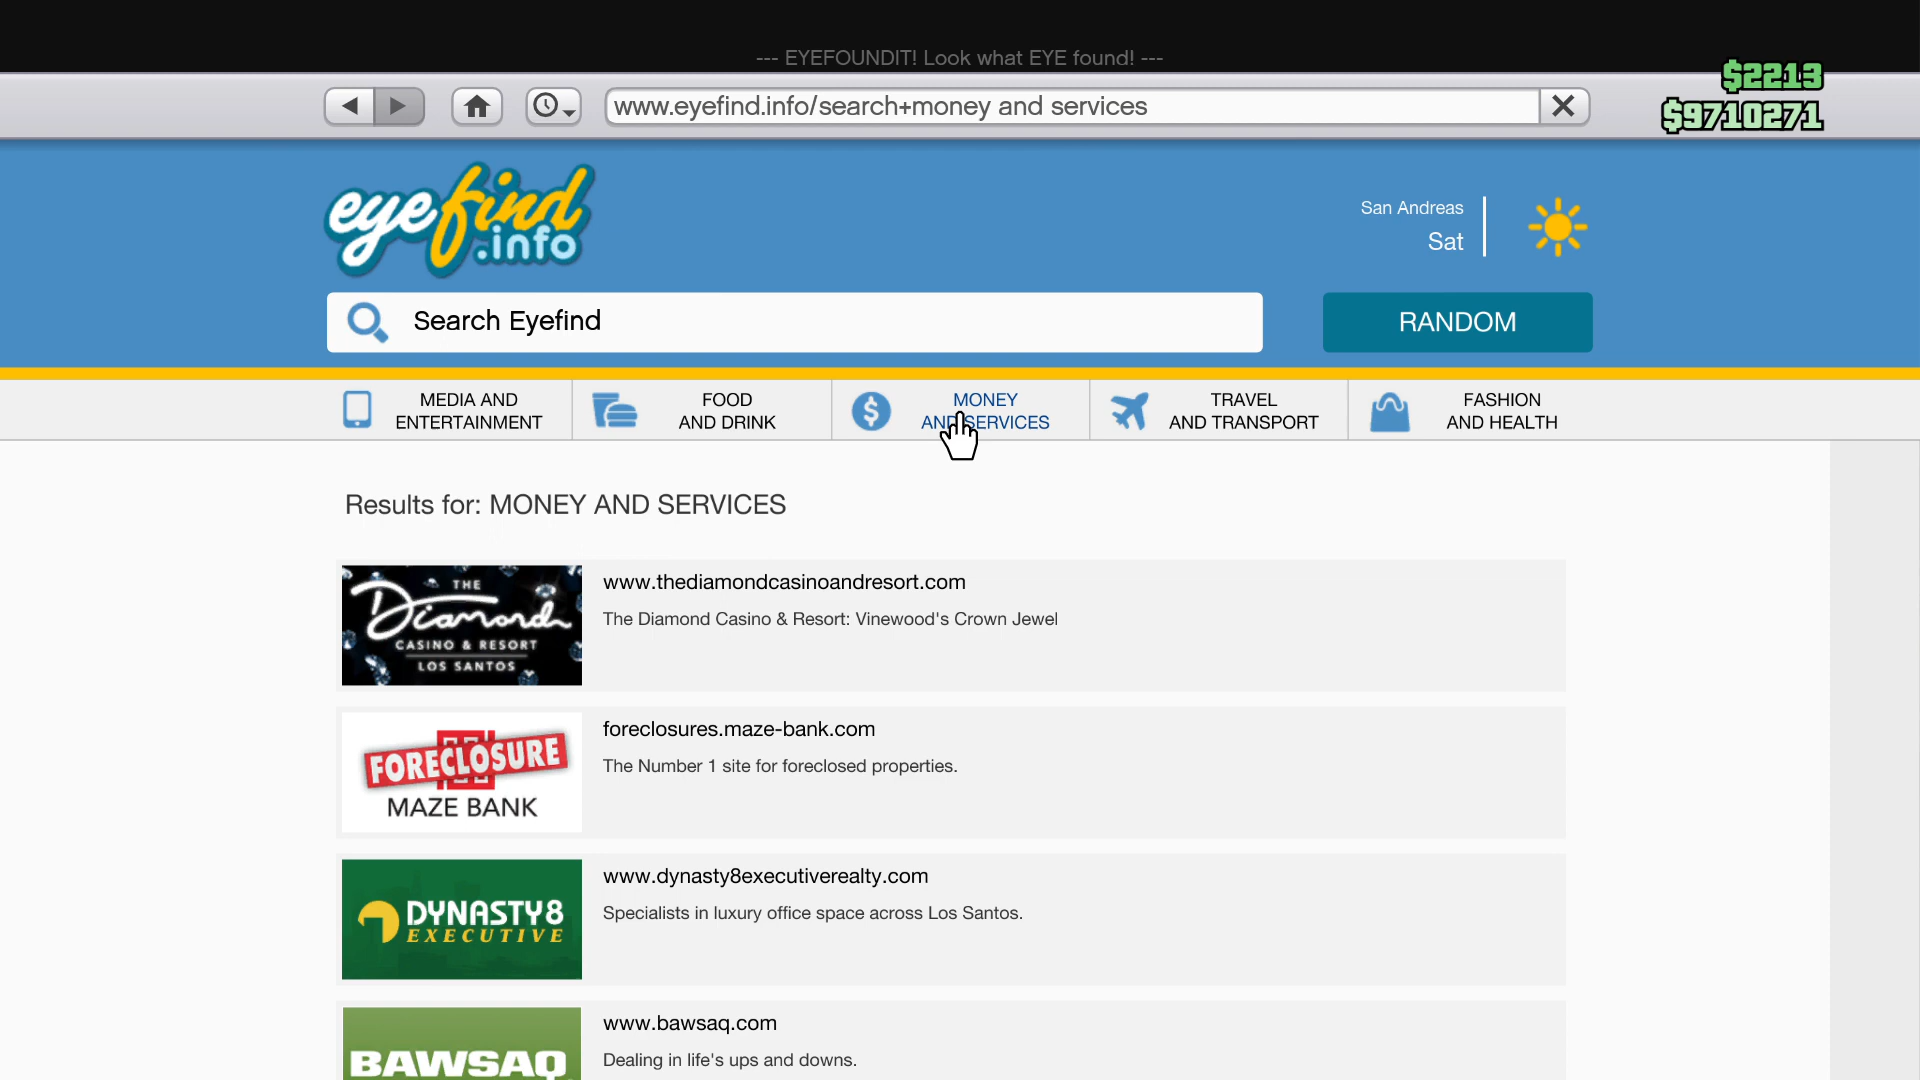 --- EYEFOUNDIT! Look what EYE found! ---
$2213
www.eyefind.info/search+money and services
$9710271
eyefind
.info
San Andreas
Sat
Search Eyefind
RANDOM
MEDIA AND
ENTERTAINMENT
FOOD
AND DRINK
MONEY
AND SERVICES
TRAVEL
AND TRANSPORT
FASHION
AND HEALTH
Results for: MONEY AND SERVICES
THE
Diamond
CASINO & RESORT
LOS SANTOS
www.thediamondcasinoandresort.com
The Diamond Casino & Resort: Vinewood's Crown Jewel
FORECLOSURE
MAZE BANK
foreclosures.maze-bank.com
The Number 1 site for foreclosed properties.
DYNASTY8
EXECUTIVE
www.dynasty8executiverealty.com
Specialists in luxury office space across Los Santos.
BAWSAQ
www.bawsaq.com
Dealing in life's ups and downs.